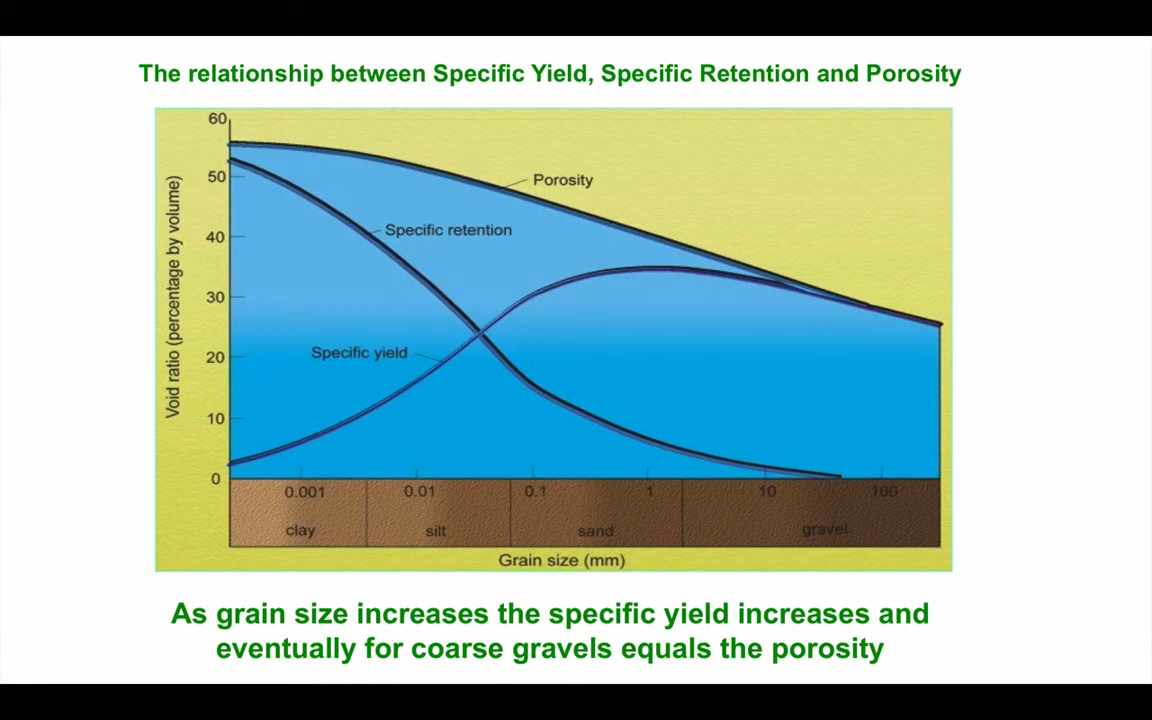 The relationship between Specific Yield, Specific Retention and Porosity
60
50
40
30
20
10
0
Void ratio (percentage by volume)
Porosity
Specific retention
Specific yield
0.001 0.01 0.1 1 10 100
clay silt sand gravel
Grain size (mm)
As grain size increases the specific yield increases and
eventually for coarse gravels equals the porosity